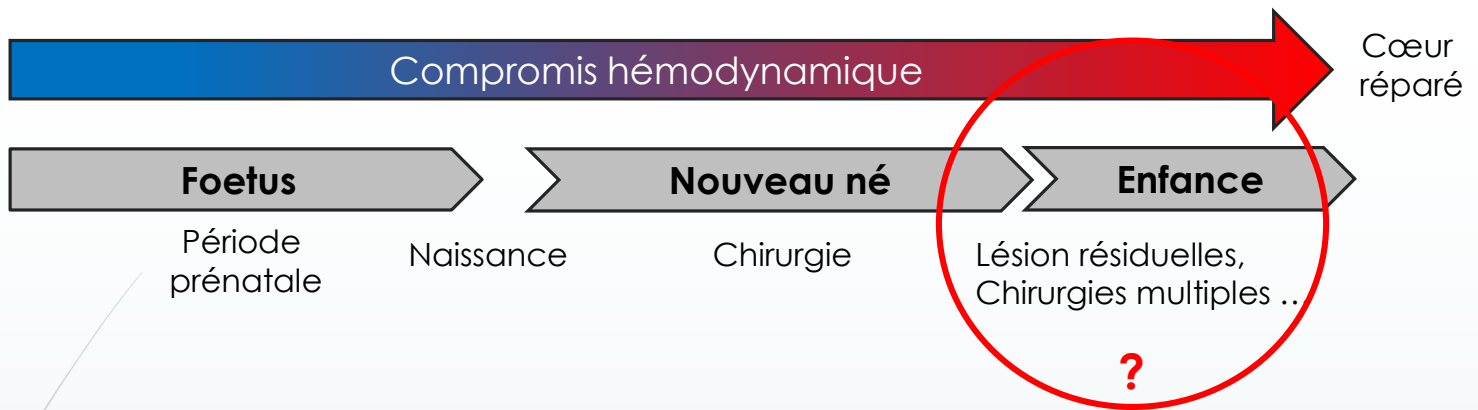 Compromis hémodynamique
Cœur
réparé
Foetus
Nouveau né
Enfance
Période
prénatale
Naissance
Chirurgie
Lésion résiduelles,
Chirurgies multiples …
?